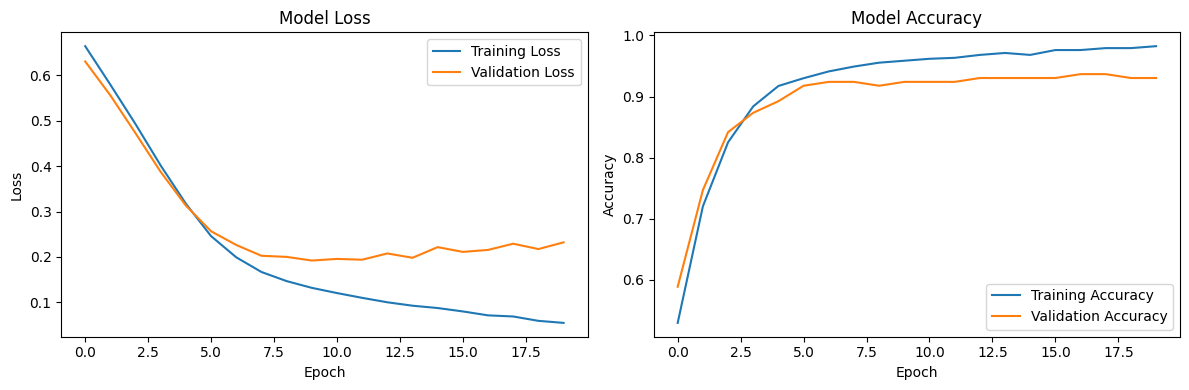 Model Loss
Training Loss
Validation Loss
0.6
0.5
0.4
0.3
0.2
0.1
Loss
0.0 2.5 5.0 7.5 10.0 12.5 15.0 17.5
Epoch
Model Accuracy
1.0
0.9
0.8
0.7
0.6
Accuracy
Training Accuracy
Validation Accuracy
0.0 2.5 5.0 7.5 10.0 12.5 15.0 17.5
Epoch